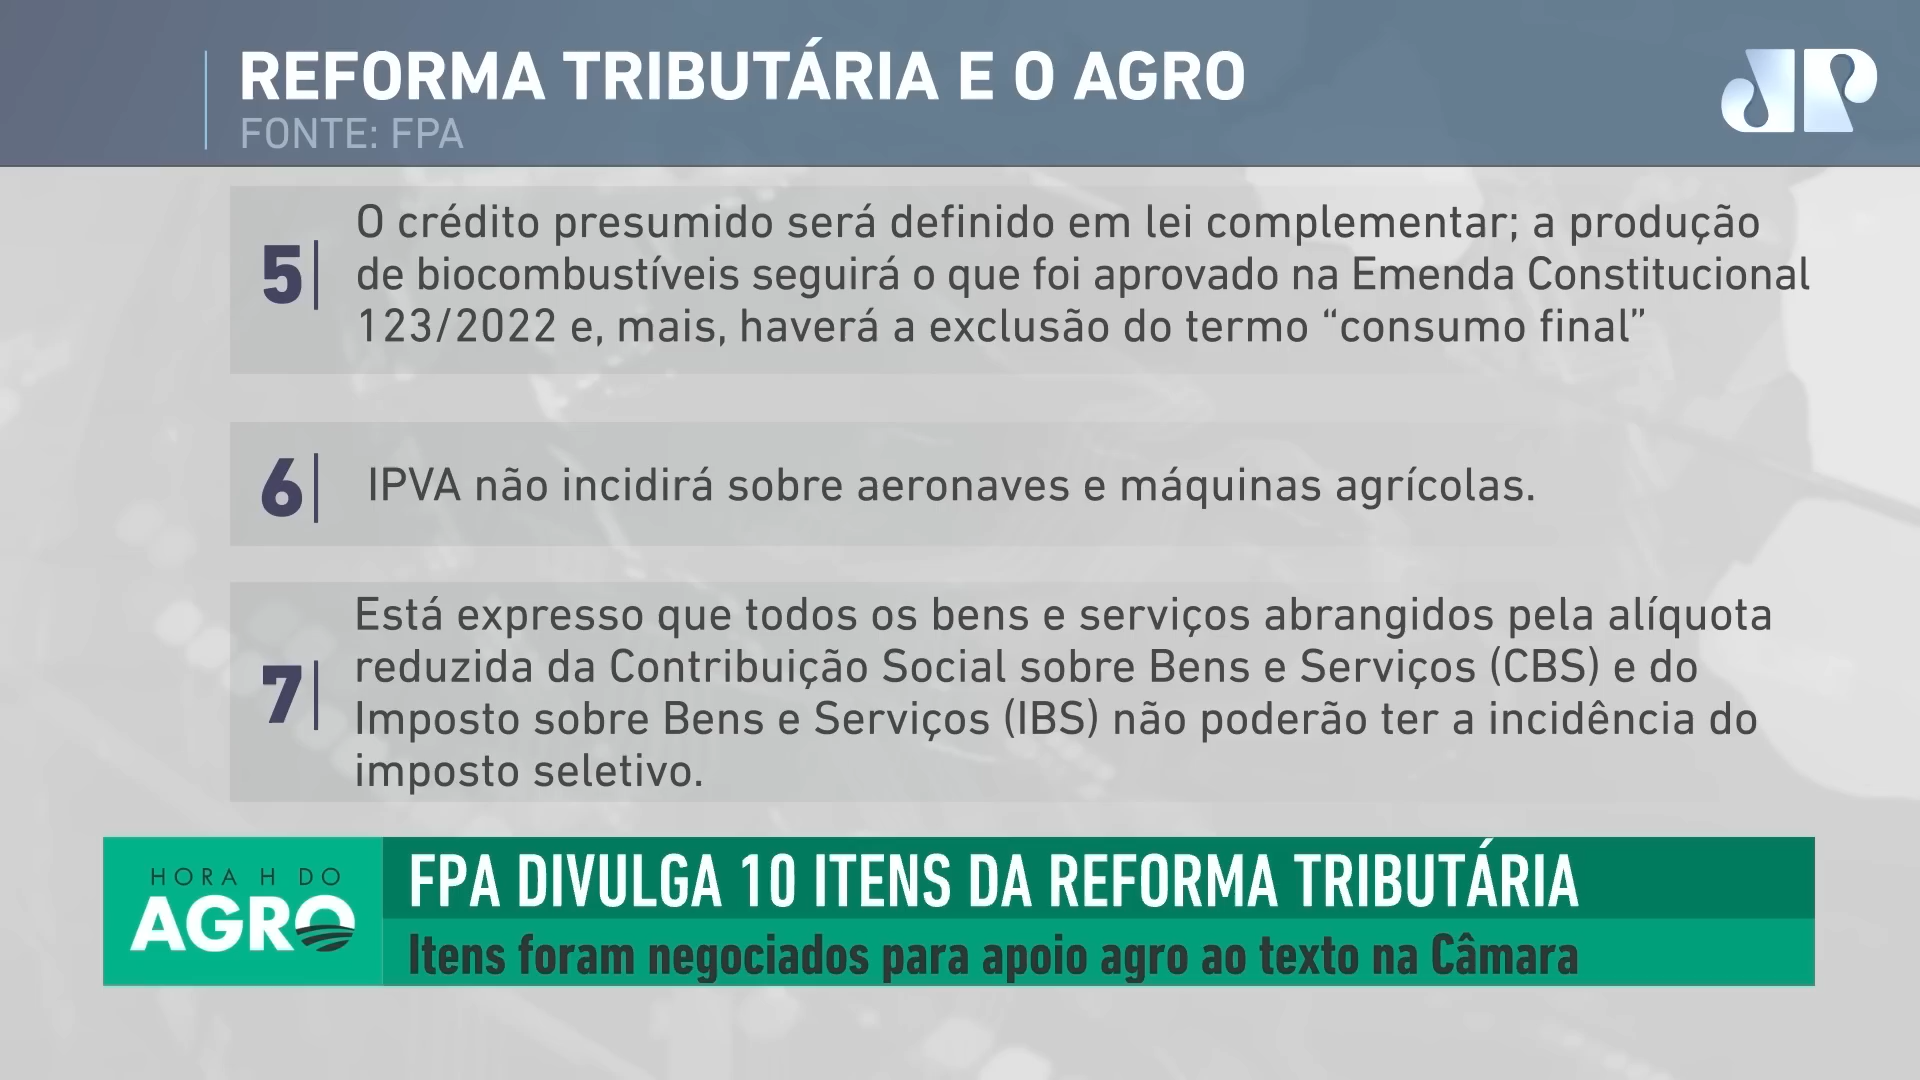 REFORMA TRIBUTÁRIA E O AGRO
FONTE: FPA
JP
5
O crédito presumido será definido em lei complementar; a produção
de biocombustíveis seguirá o que foi aprovado na Emenda Constitucional
123/2022 e, mais, haverá a exclusão do termo “consumo final”
6
IPVA não incidirá sobre aeronaves e máquinas agrícolas.
7
Está expresso que todos os bens e serviços abrangidos pela alíquota
reduzida da Contribuição Social sobre Bens e Serviços (CBS) e do
Imposto sobre Bens e Serviços (IBS) não poderão ter a incidência do
imposto seletivo.
HORA H DO
AGRO
FPA DIVULGA 10 ITENS DA REFORMA TRIBUTÁRIA
Itens foram negociados para apoio agro ao texto na Câmara